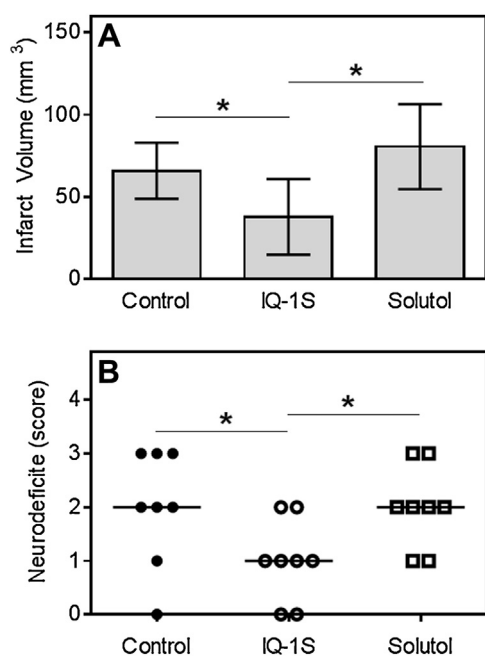 A
Infarct Volume (mm 3)
150
100
50
0
*
*
Control IQ-1S Solutol
B
Neurodeficite (score)
4
3
2
1
0
*
*
Control IQ-1S Solutol